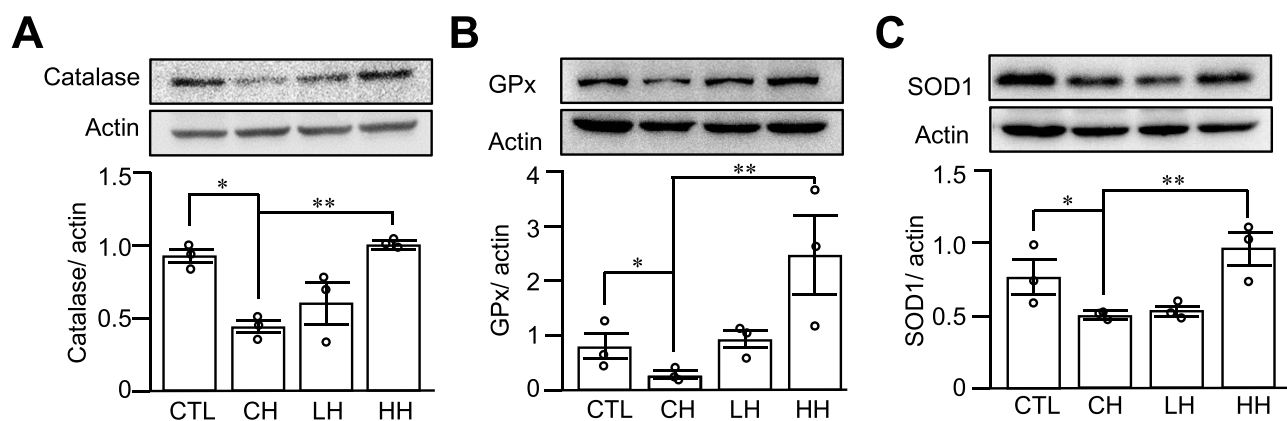 A
Catalase
Actin
Catalase/ actin
1.5
1.0
0.5
0
*
**
CTL CH LH HH
B
GPx
Actin
GPx/ actin
4
3
2
1
0
*
**
CTL CH LH HH
C
SOD1
Actin
SOD1/ actin
1.5
1.0
0.5
0
*
**
CTL CH LH HH